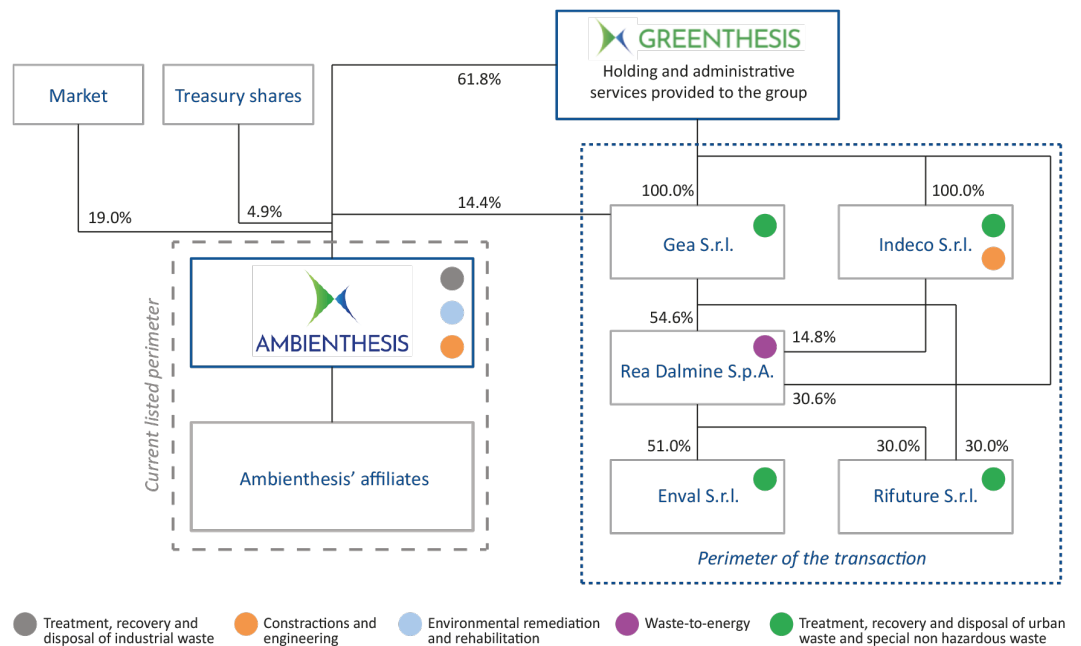 GREENTHESIS
Holding and administrative
services provided to the group
Market
Treasury shares
61.8%
19.0%
4.9%
14.4%
100.0%
100.0%
Gea S.r.l.
Indeco S.r.l.
Current listed perimeter
AMBIENTHESIS
54.6%
14.8%
Rea Dalmine S.p.A.
30.6%
Ambienthesis’ affiliates
51.0%
30.0%
30.0%
Enval S.r.l.
Rifuture S.r.l.
Perimeter of the transaction
Treatment, recovery and
disposal of industrial waste
Constractions and
engineering
Environmental remediation
and rehabilitation
Waste-to-energy
Treatment, recovery and disposal of urban
waste and special non hazardous waste